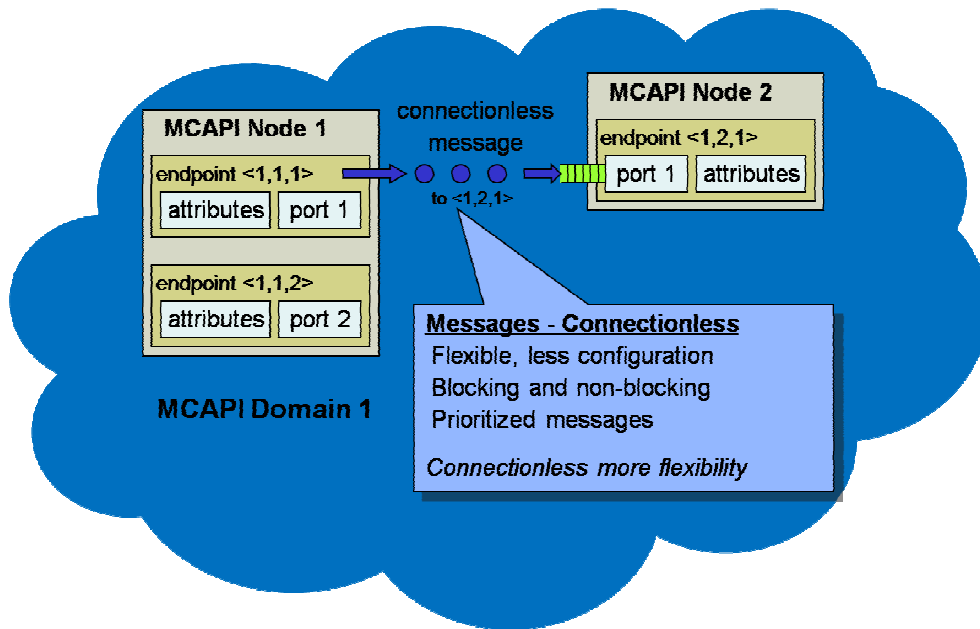 MCAPI Node 1
endpoint <1,1,1>
attributes
port 1
endpoint <1,1,2>
attributes
port 2
MCAPI Domain 1
connectionless
message
to <1,2,1>
MCAPI Node 2
endpoint <1,2,1>
port 1
attributes
Messages - Connectionless
Flexible, less configuration
Blocking and non-blocking
Prioritized messages
Connectionless more flexibility